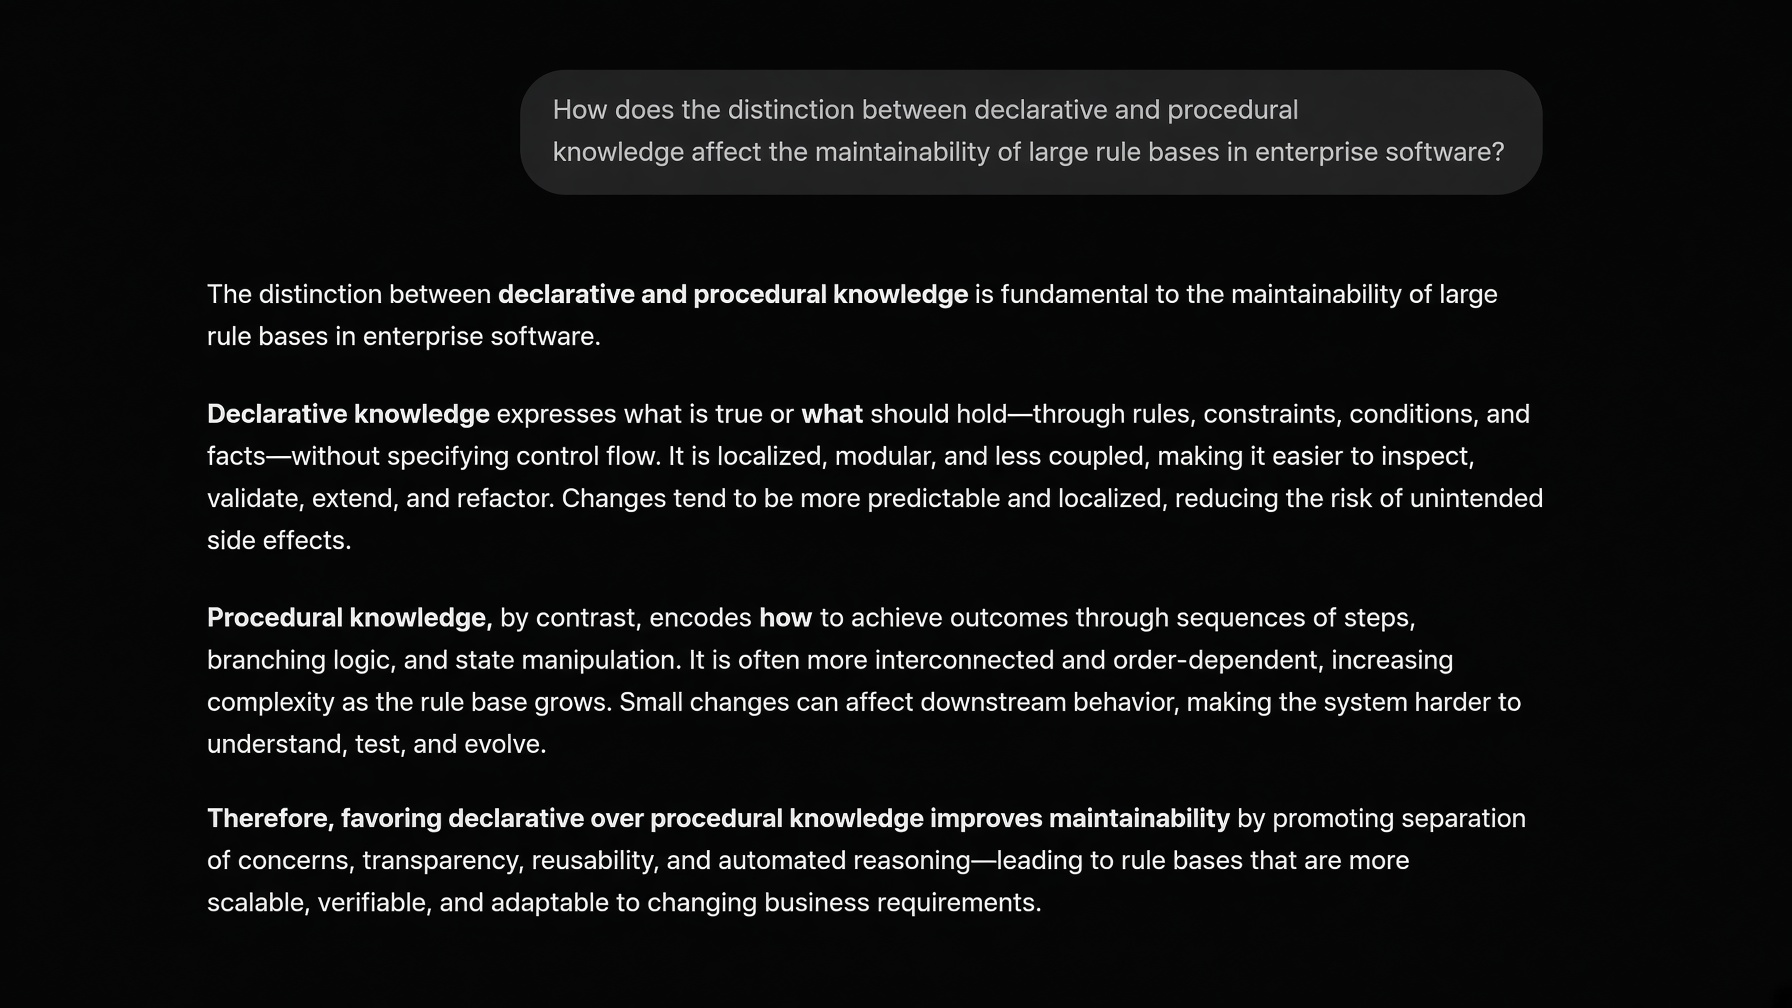 How does the distinction between declarative and procedural
knowledge affect the maintainability of large rule bases in enterprise software?
The distinction between declarative and procedural knowledge is fundamental to the maintainability of large
rule bases in enterprise software.
Declarative knowledge expresses what is true or what should hold—through rules, constraints, conditions, and
facts—without specifying control flow. It is localized, modular, and less coupled, making it easier to inspect,
validate, extend, and refactor. Changes tend to be more predictable and localized, reducing the risk of unintended
side effects.
Procedural knowledge, by contrast, encodes how to achieve outcomes through sequences of steps,
branching logic, and state manipulation. It is often more interconnected and order-dependent, increasing
complexity as the rule base grows. Small changes can affect downstream behavior, making the system harder to
understand, test, and evolve.
Therefore, favoring declarative over procedural knowledge improves maintainability by promoting separation
of concerns, transparency, reusability, and automated reasoning—leading to rule bases that are more
scalable, verifiable, and adaptable to changing business requirements.